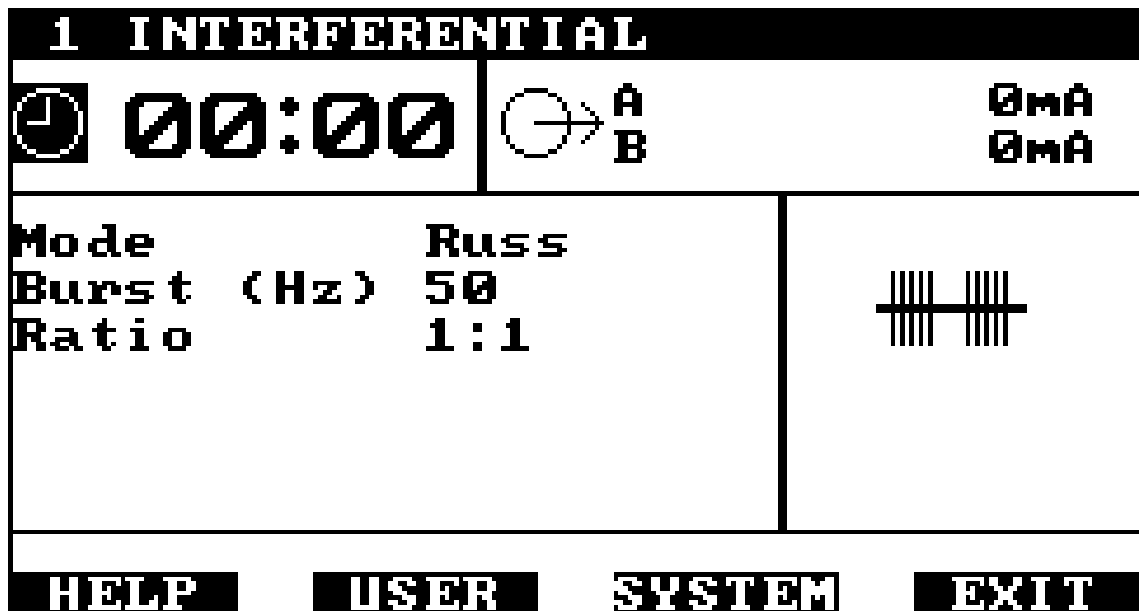 1 INTERFERENTIAL
00:00
A 0mA
B 0mA
Mode Russ
Burst (Hz) 50
Ratio 1:1
HELP USER SYSTEM EXIT